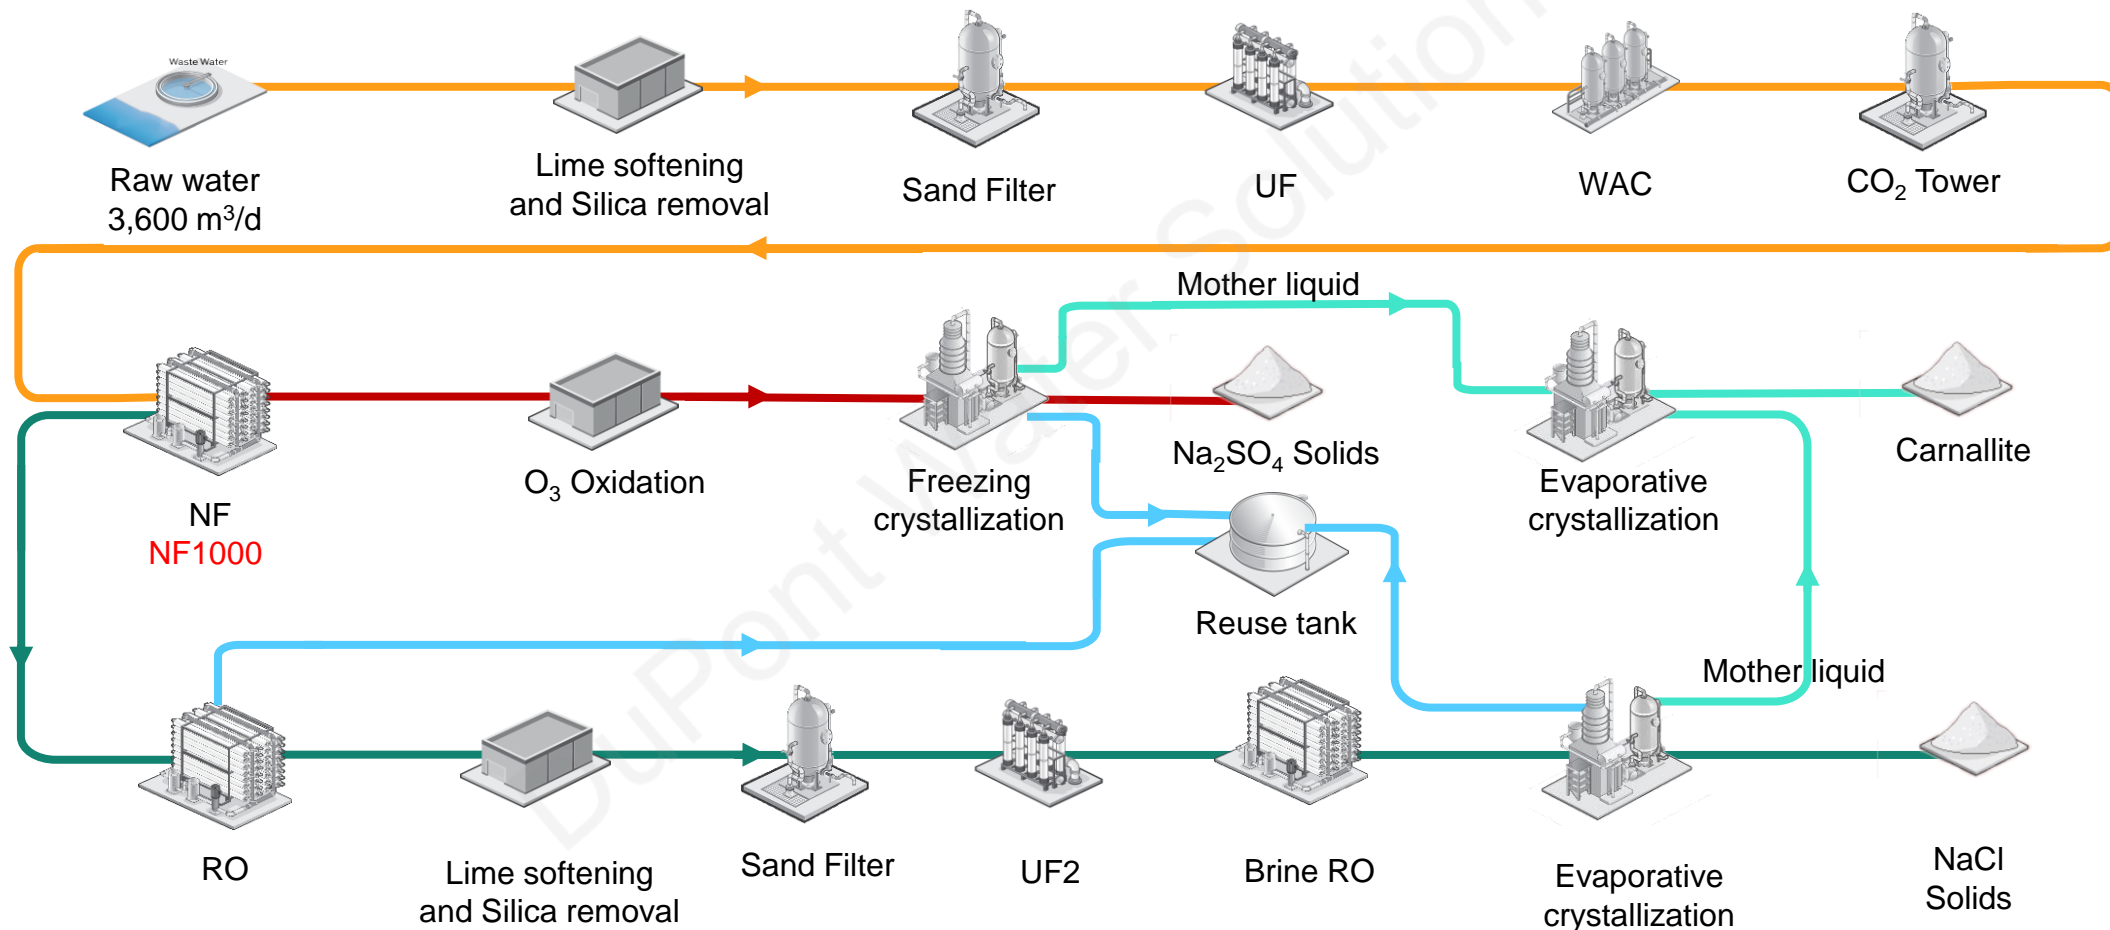 Waste Water
Raw water
3,600 m³/d
Lime softening
and Silica removal
Sand Filter
UF
WAC
CO₂ Tower
Mother liquid
NF
NF1000
O₃ Oxidation
Freezing
crystallization
Na₂SO₄ Solids
Evaporative
crystallization
Carnallite
Reuse tank
Mother liquid
RO
Lime softening
and Silica removal
Sand Filter
UF2
Brine RO
Evaporative
crystallization
NaCl
Solids
DuPont Water Solution